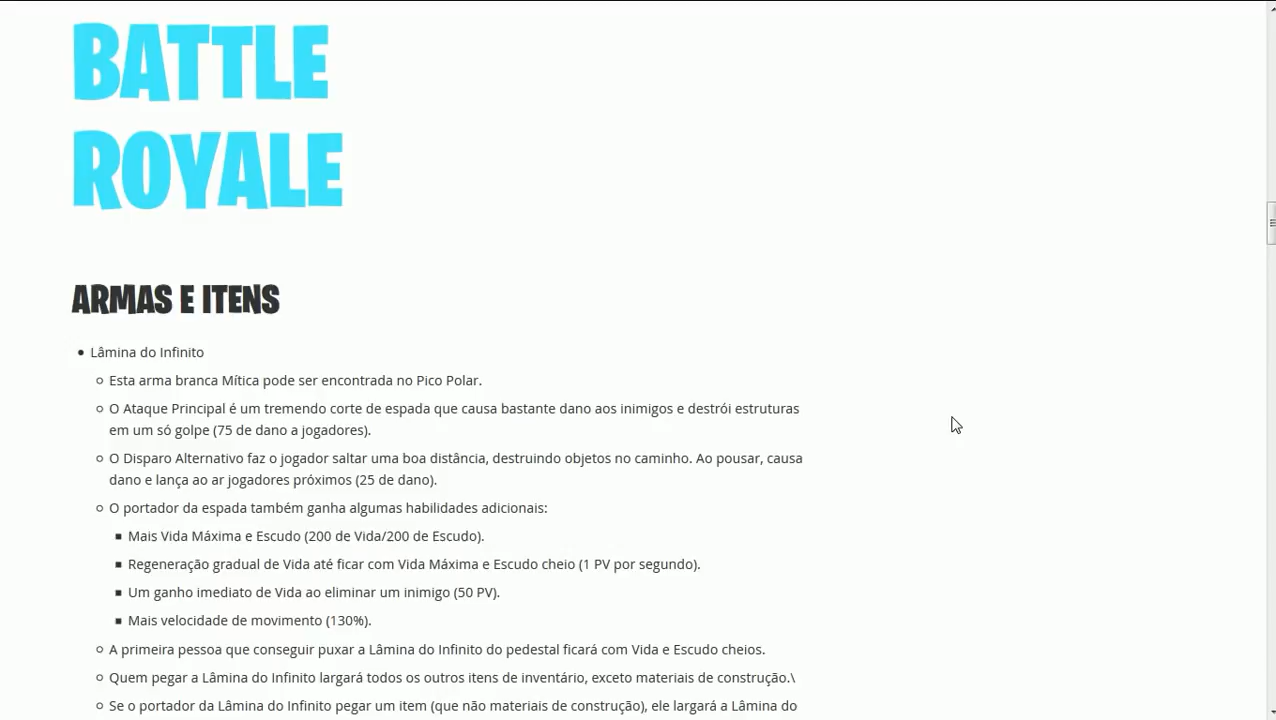 BATTLE
ROYALE
ARMAS E ITENS
Lâmina do Infinito
Esta arma branca Mítica pode ser encontrada no Pico Polar.
O Ataque Principal é um tremendo corte de espada que causa bastante dano aos inimigos e destrói estruturas
em um só golpe (75 de dano a jogadores).
O Disparo Alternativo faz o jogador saltar uma boa distância, destruindo objetos no caminho. Ao pousar, causa
dano e lança ao ar jogadores próximos (25 de dano).
O portador da espada também ganha algumas habilidades adicionais:
Mais Vida Máxima e Escudo (200 de Vida/200 de Escudo).
Regeneração gradual de Vida até ficar com Vida Máxima e Escudo cheio (1 PV por segundo).
Um ganho imediato de Vida ao eliminar um inimigo (50 PV).
Mais velocidade de movimento (130%).
A primeira pessoa que conseguir puxar a Lâmina do Infinito do pedestal ficará com Vida e Escudo cheios.
Quem pegar a Lâmina do Infinito largará todos os outros itens de inventário, exceto materiais de construção.\
Se o portador da Lâmina do Infinito pegar um item (que não materiais de construção), ele largará a Lâmina do